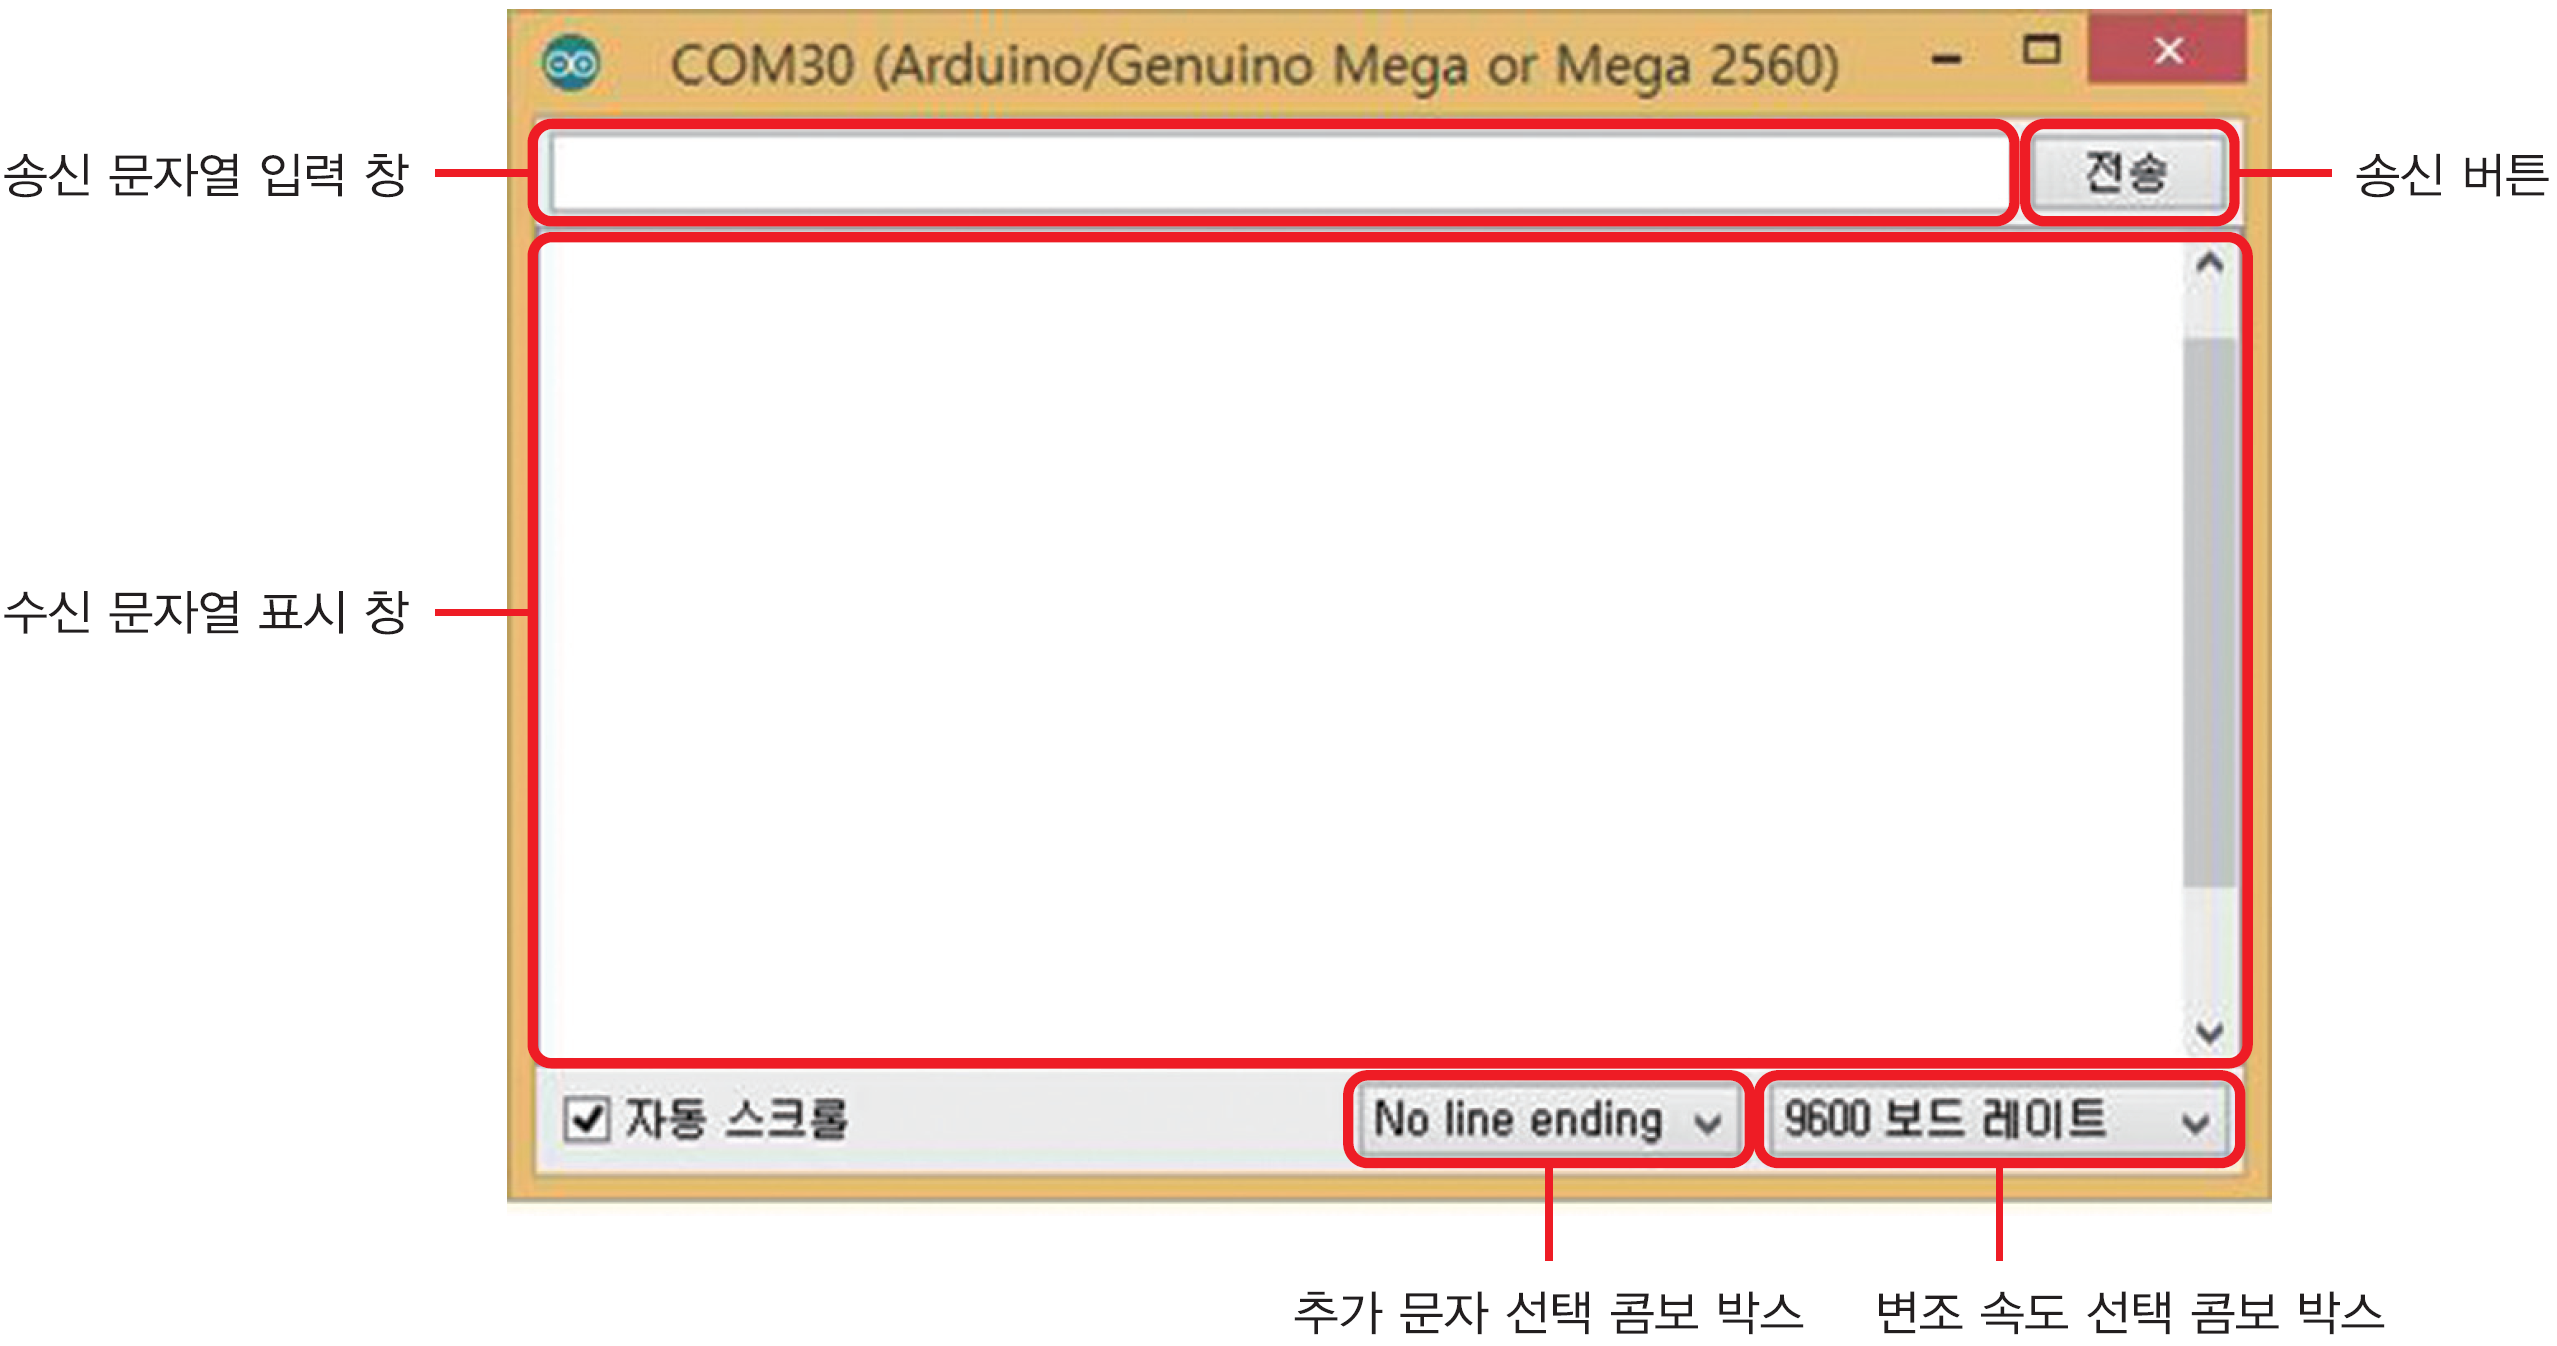 COM30 (Arduino/Genuino Mega or Mega 2560)
송신 문자열 입력 창
전송
송신 버튼
수신 문자열 표시 창
자동 스크롤
No line ending
9600 보드 레이트
추가 문자 선택 콤보 박스
변조 속도 선택 콤보 박스